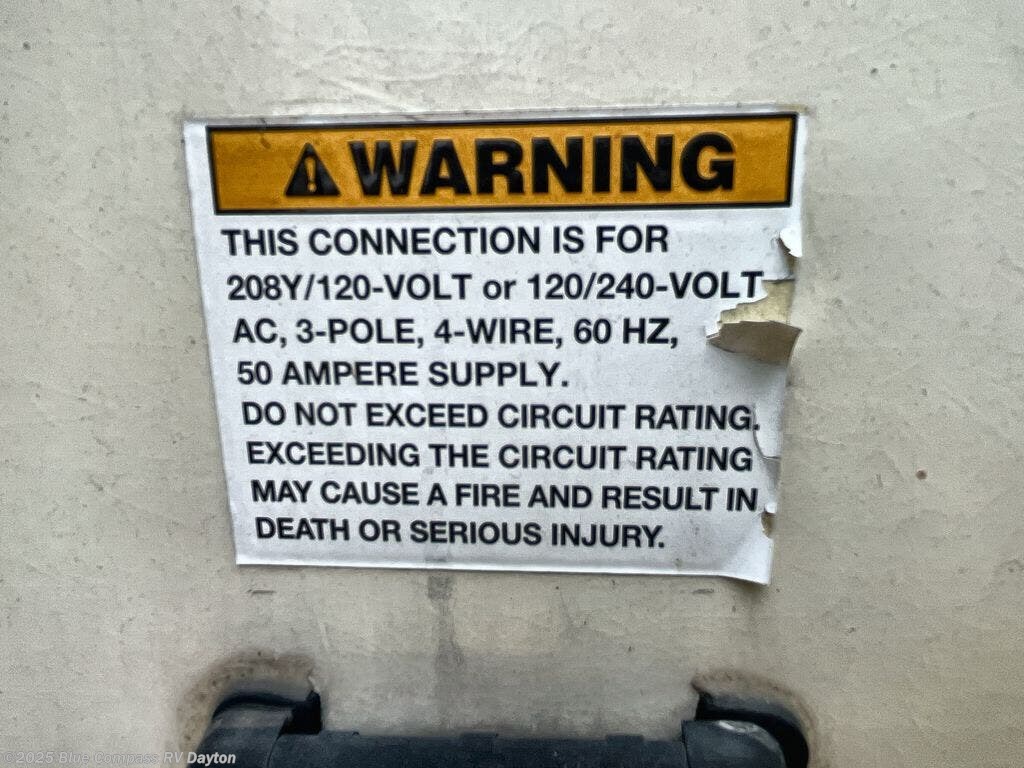 WARNING
THIS CONNECTION IS FOR
208Y/120-VOLT or 120/240-VOLT
AC, 3-POLE, 4-WIRE, 60 HZ,
50 AMPERE SUPPLY.
DO NOT EXCEED CIRCUIT RATING.
EXCEEDING THE CIRCUIT RATING
MAY CAUSE A FIRE AND RESULT IN
DEATH OR SERIOUS INJURY.
©2025 Blue Compass RV Dayton